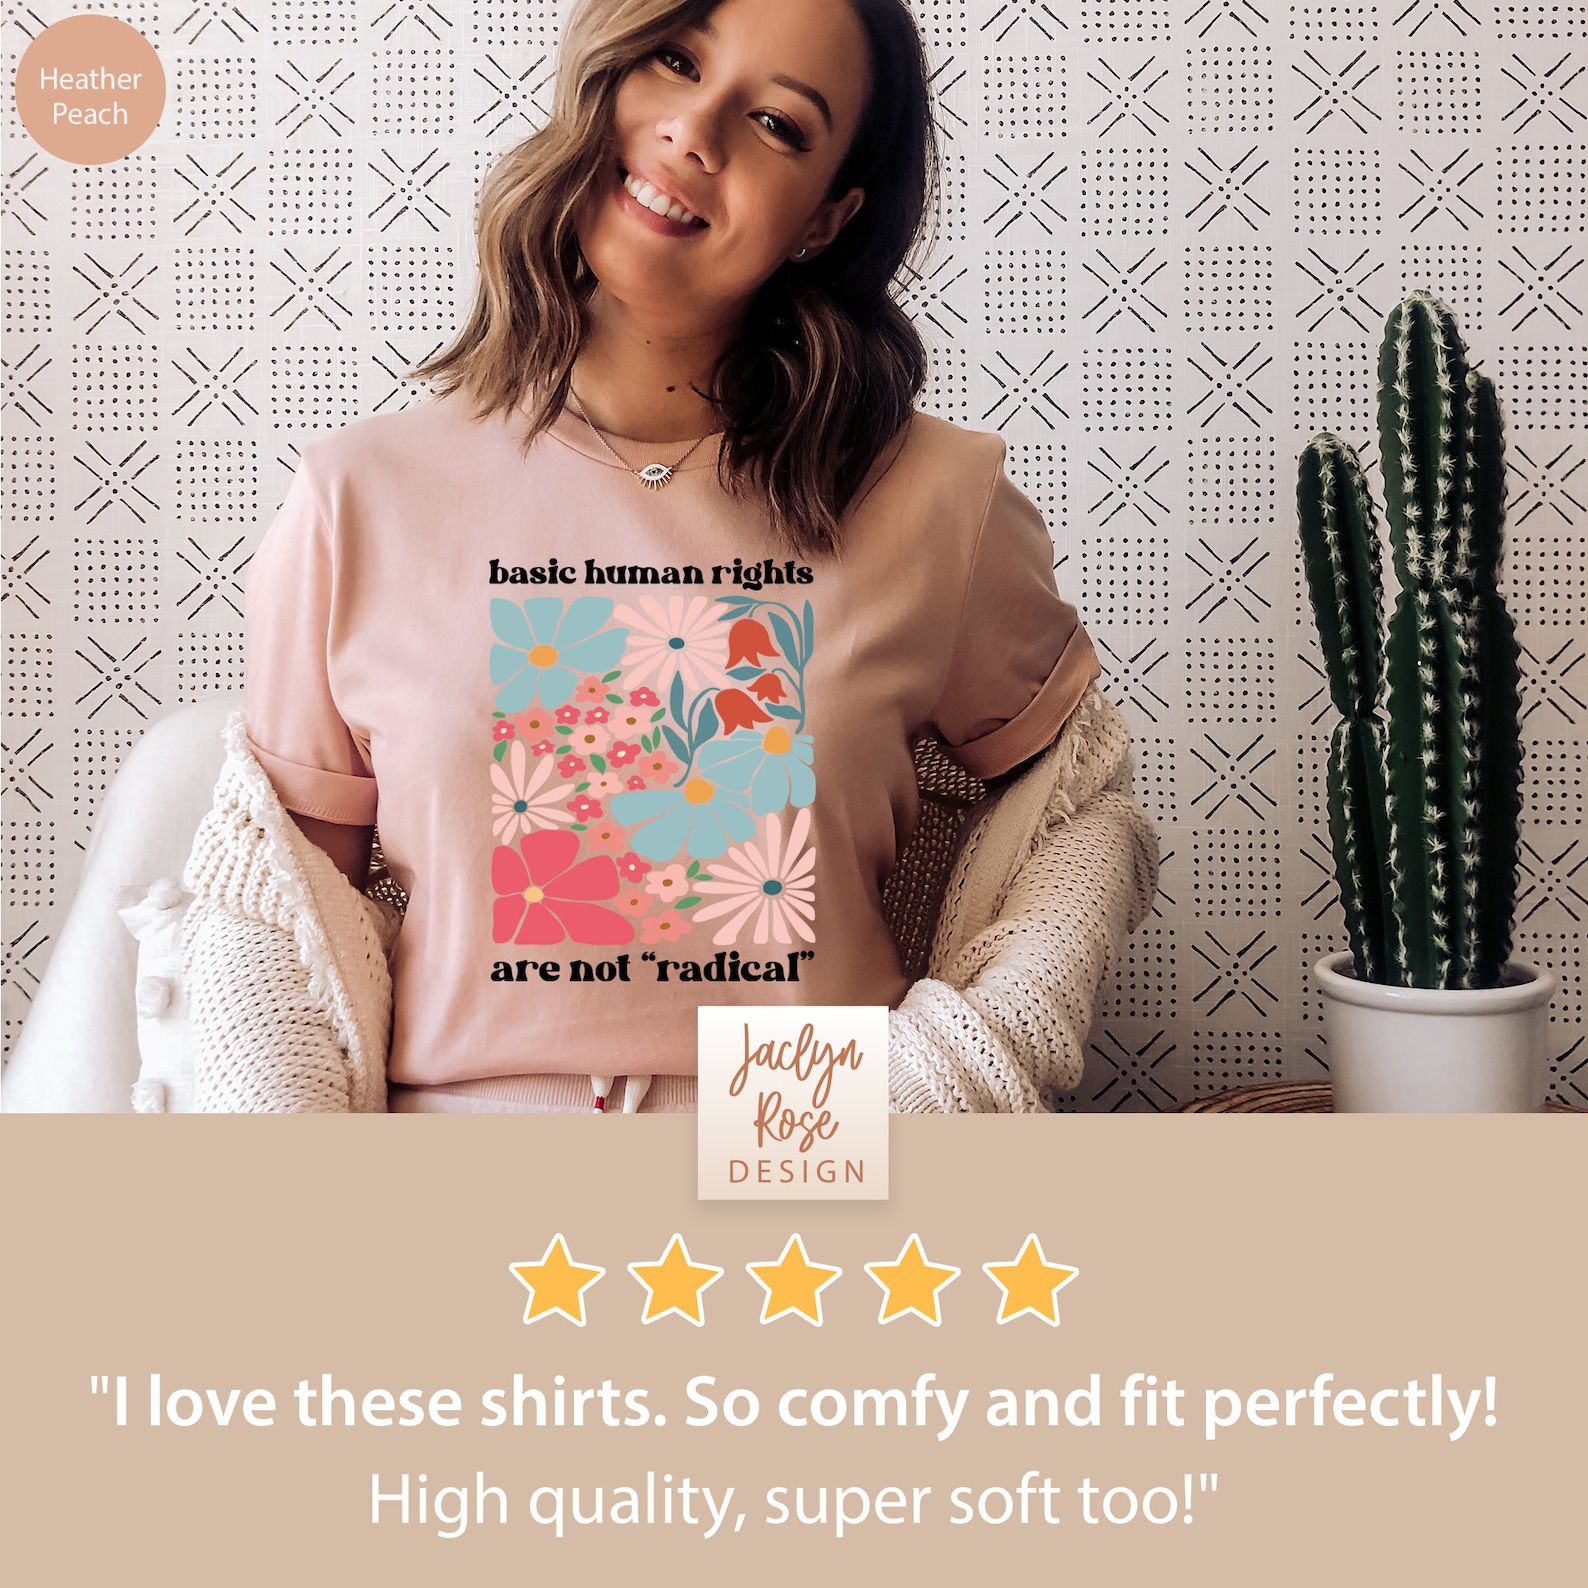 Heather
Peach
basic human rights
are not “radical”
Jaclyn
Rose
DESIGN
"I love these shirts. So comfy and fit perfectly!
High quality, super soft too!"